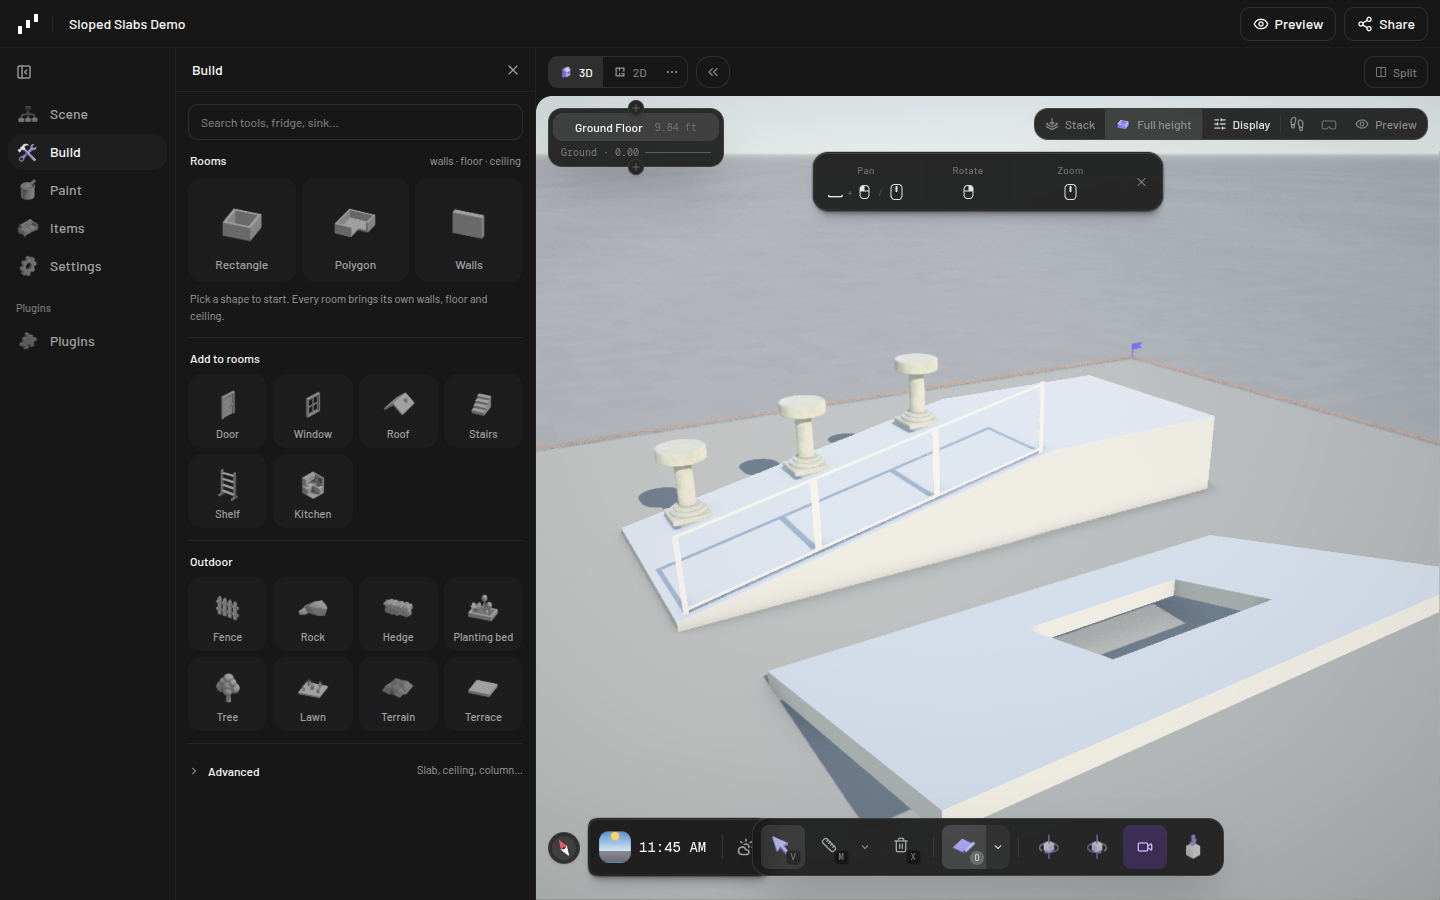 Sloped Slabs Demo
Preview
Share
Build
3D
2D
Split
Scene
Build
Paint
Items
Settings
Plugins
Plugins
Search tools, fridge, sink...
Rooms
walls · floor · ceiling
Rectangle
Polygon
Walls
Pick a shape to start. Every room brings its own walls, floor and
ceiling.
Add to rooms
Door
Window
Roof
Stairs
Shelf
Kitchen
Outdoor
Fence
Rock
Hedge
Planting bed
Tree
Lawn
Terrain
Terrace
Advanced
Slab, ceiling, column...
Ground Floor 9.84 ft
Ground · 0.00
Stack
Full height
Display
Preview
Pan
Rotate
Zoom
+
/
11:45 AM
V
M
X
O